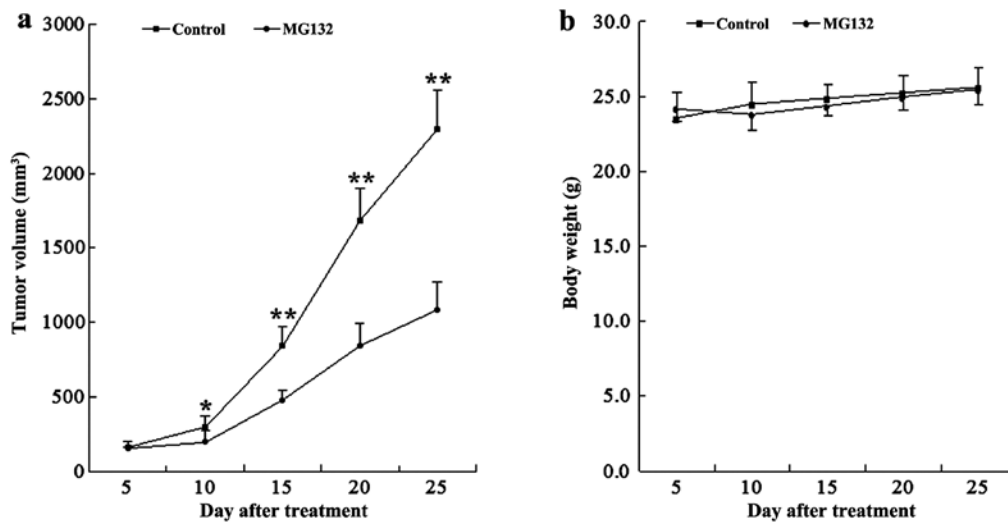 a
Control MG132
3000
2500
2000
1500
1000
500
0
Tumor volume (mm³)
*
**
**
**
5 10 15 20 25
Day after treatment
b
Control MG132
30.0
25.0
20.0
15.0
10.0
5.0
0.0
Body weight (g)
5 10 15 20 25
Day after treatment